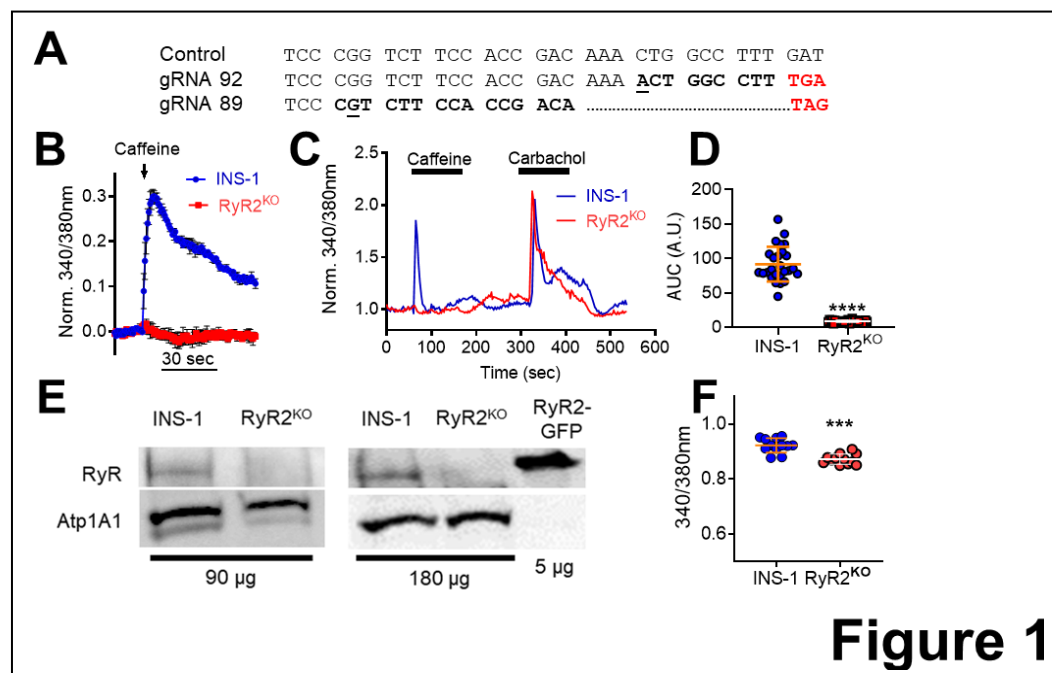 A
Control TCC CGG TCT TCC ACC GAC AAA CTG GCC TTT GAT
gRNA 92 TCC CGG TCT TCC ACC GAC AAA ACT GGC CTT TGA
gRNA 89 TCC CGT CTT CCA CCGACA ......................................TAG
B
Caffeine
INS-1
RyR2KO
Norm. 340/380nm
0.3
0.2
0.1
0.0
30 sec
C
Caffeine
Carbachol
INS-1
RyR2KO
Norm. 340/380nm
2.5
2.0
1.5
1.0
0 100 200 300 400 500 600
Time (sec)
D
AUC (A.U.)
200
150
100
50
0
****
INS-1 RyR2KO
E
INS-1 RyR2KO INS-1 RyR2KO RyR2-
GFP
RyR
Atp1A1
90 µg 180 µg 5 µg
F
340/380nm
1.0
0.8
0.6
***
INS-1 RyR2KO
Figure 1